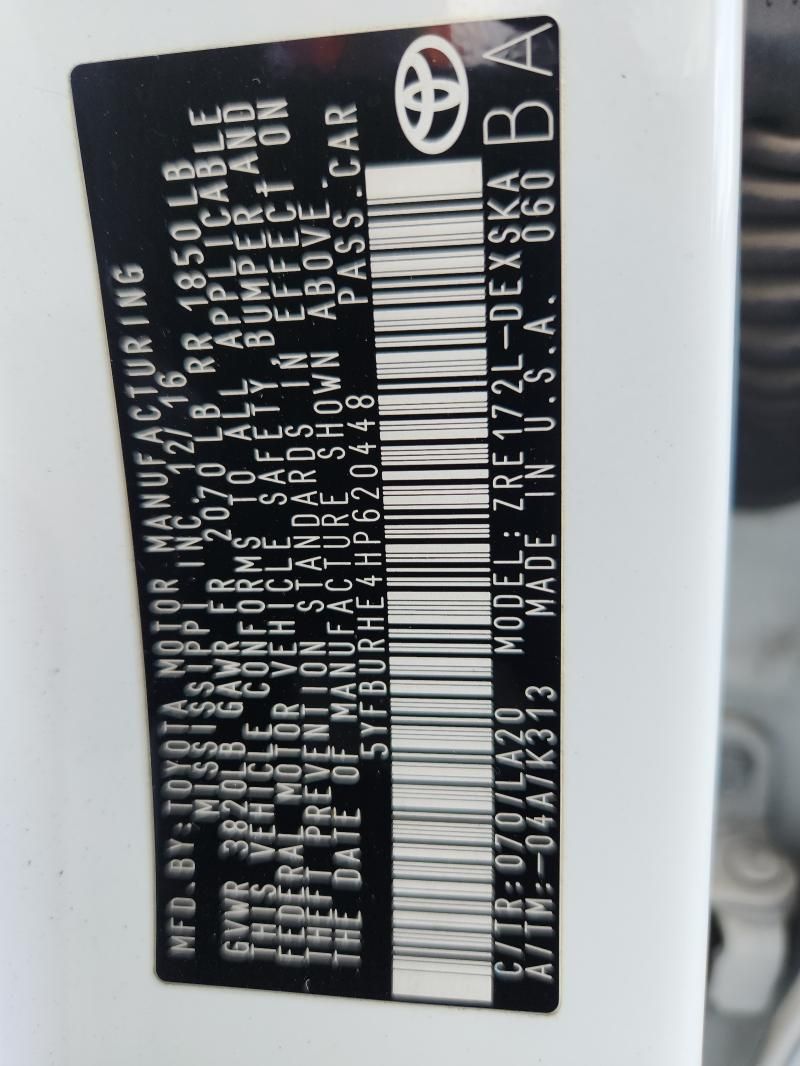 MFD.BY:TOYOTA MOTOR MANUFACTURING
MISSISSIPPI INC. 12/16
GVWR 3820LB GAWR FR 2070LB RR 1850LB
THIS VEHICLE CONFORMS TO ALL APPLICABLE
FEDERAL MOTOR VEHICLE SAFETY, BUMPER AND
THEFT PREVENTION STANDARDS IN EFFECT ON
THE DATE OF MANUFACTURE SHOWN ABOVE.
5YFBURHE4HP620448 PASS.CAR
C/TR:070/LA20 MODEL: ZRE172L-DEXSKA
A/TM:-04A/K313 MADE IN U.S.A. 060
BA